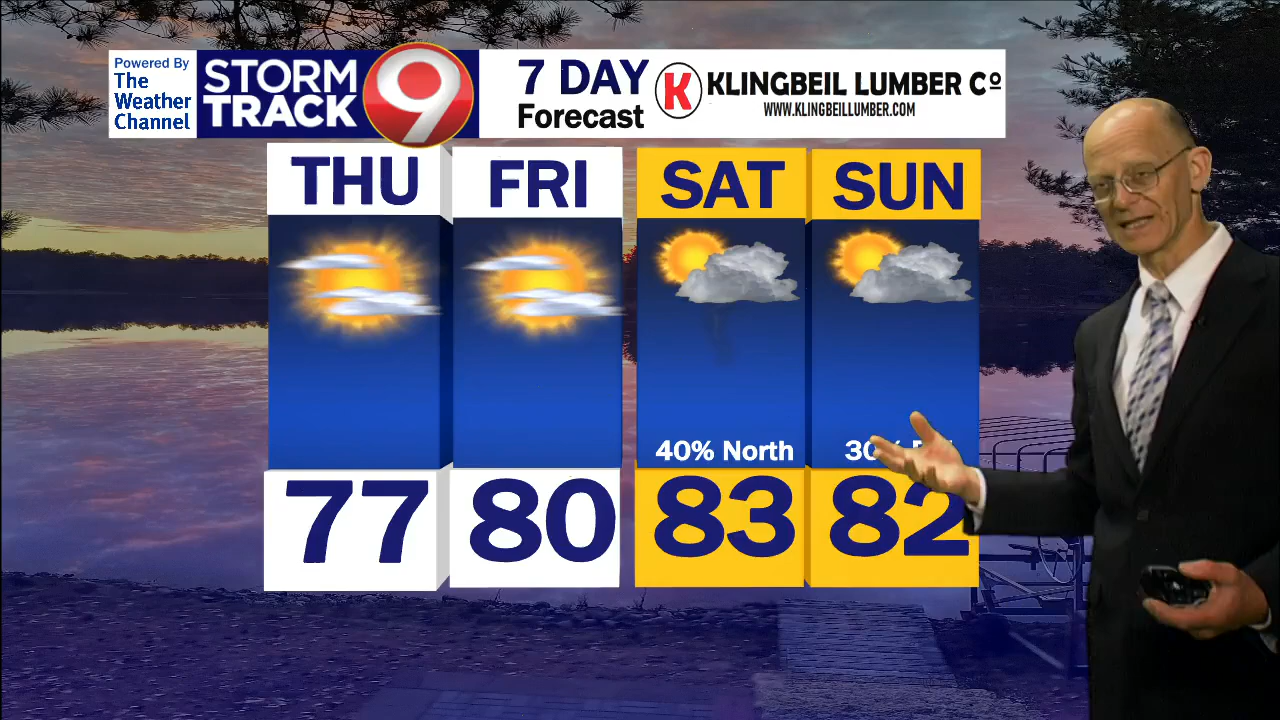 Powered By
The
Weather
Channel
STORM
TRACK
9
7 DAY
Forecast
K
KLINGBEIL LUMBER Cº
WWW.KLINGBEILLUMBER.COM
THU FRI SAT SUN
40% North
77 80 83 82